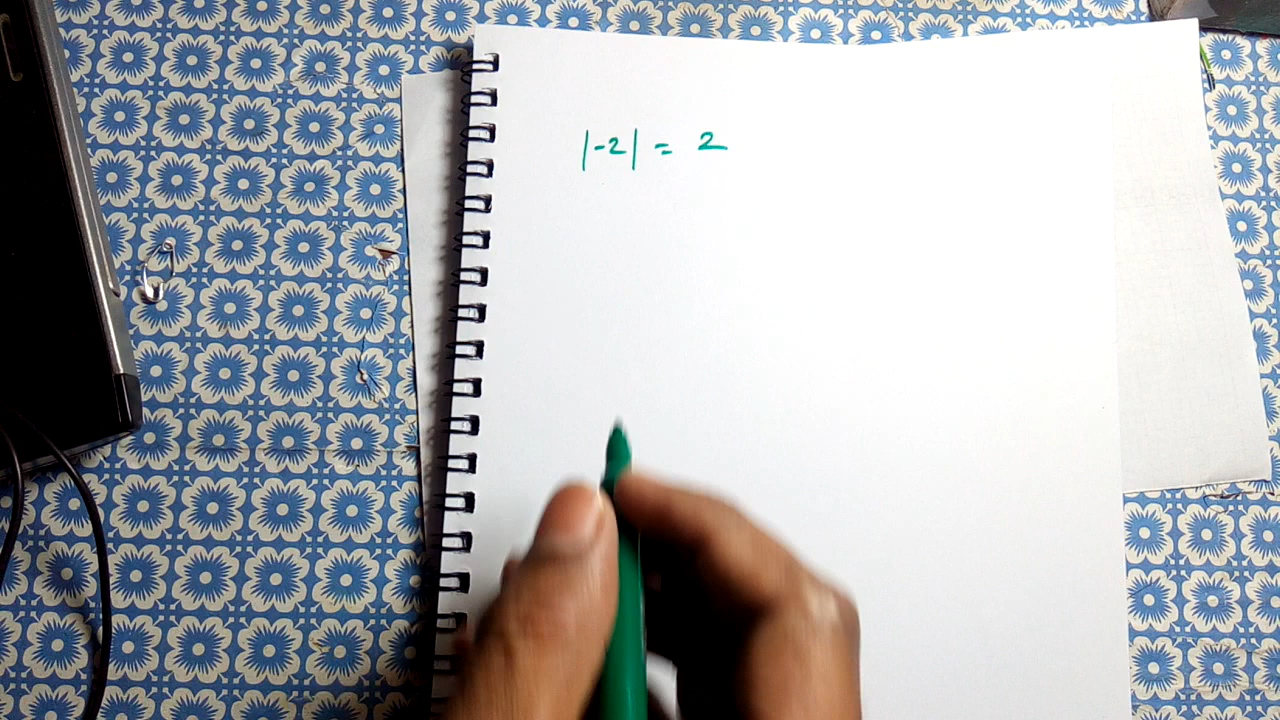 |-2| = 2